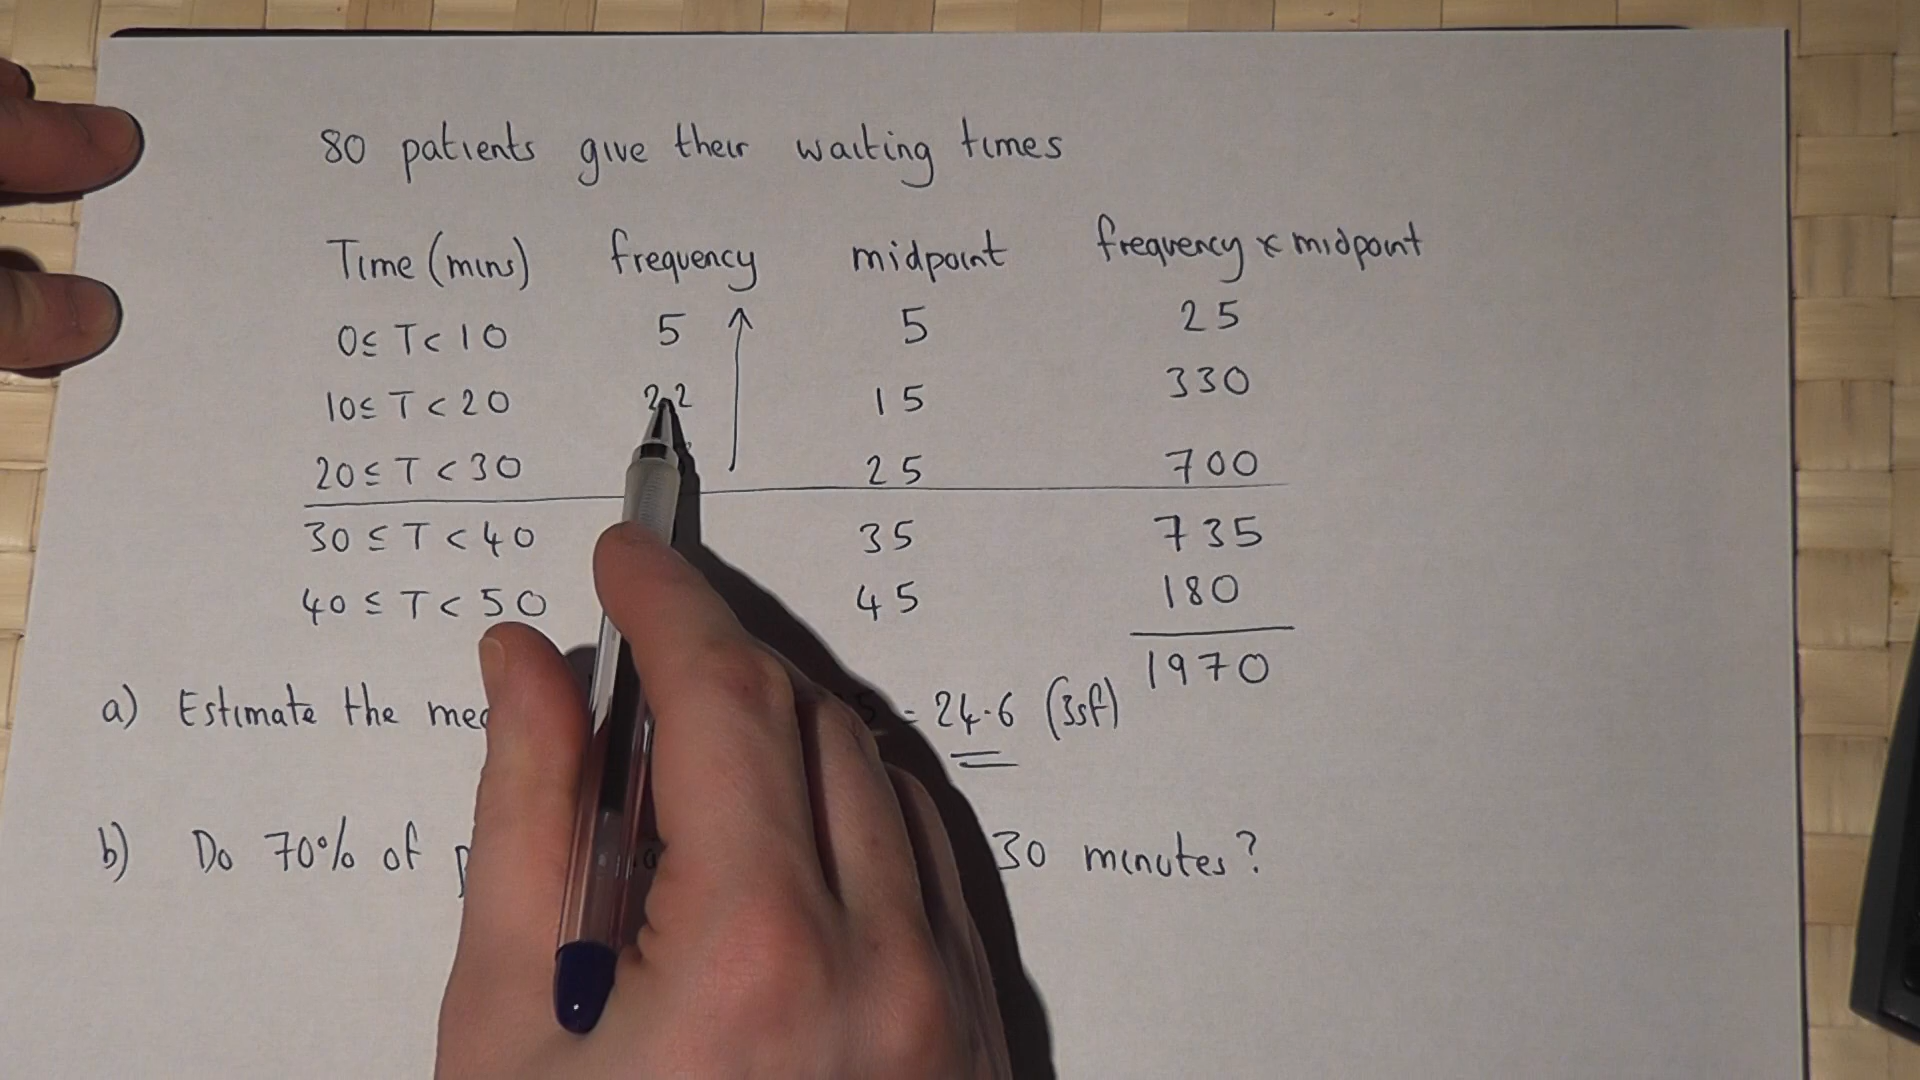 80 patients give their waiting times
Time (mins) frequency midpoint frequency × midpoint
0 ≤ T < 10 5 5 25
10 ≤ T < 20 22 15 330
20 ≤ T < 30 25 700
30 ≤ T < 40 35 735
40 ≤ T < 50 45 180
1970
a) Estimate the = 24.6 (3sf)
b) Do 70% of 30 minutes?